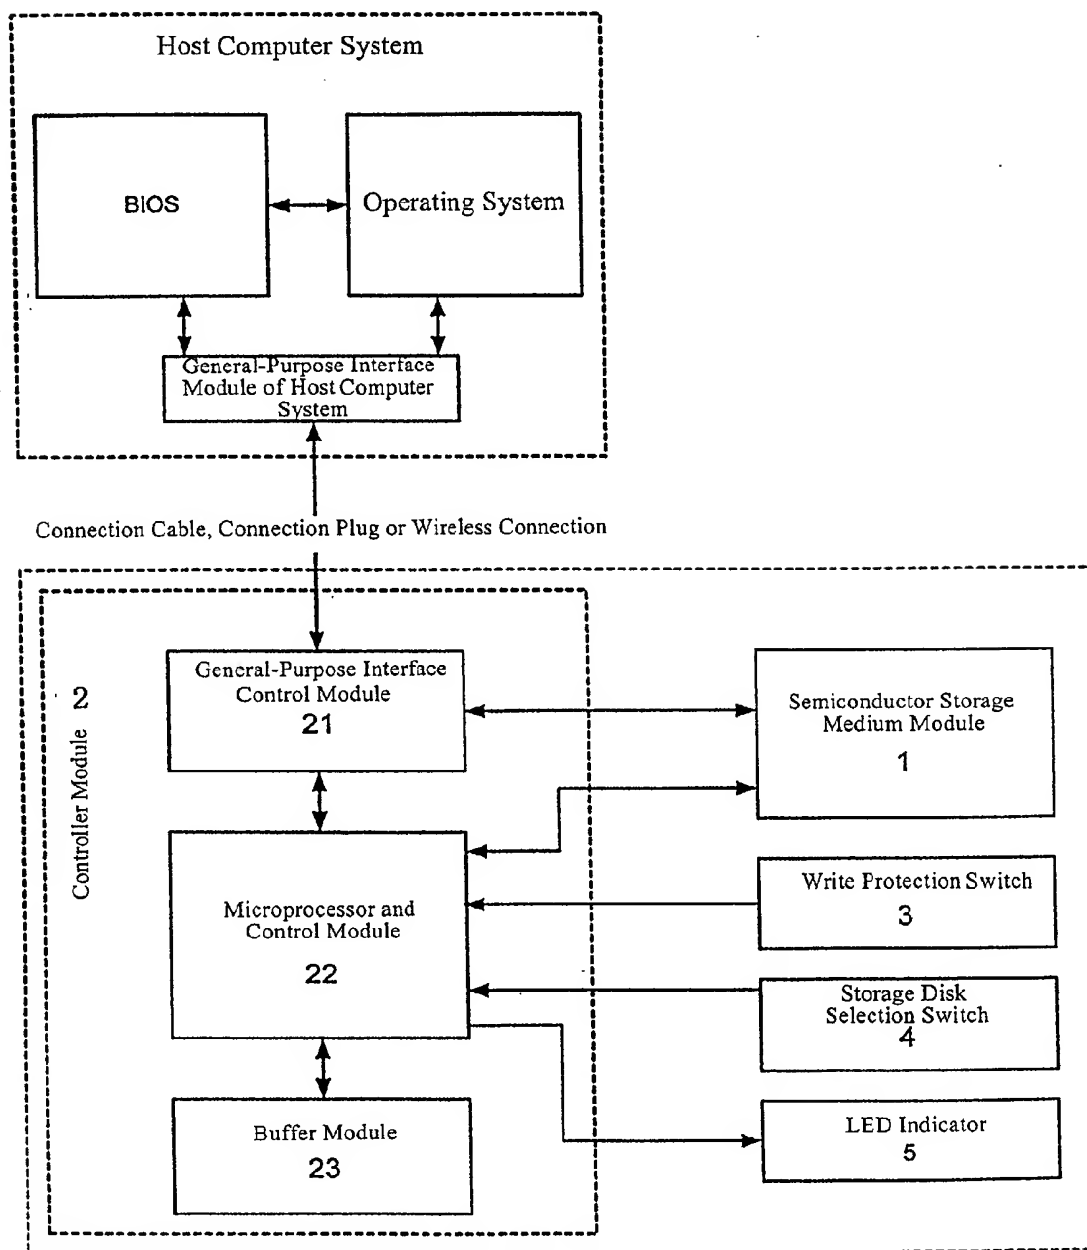 Host Computer System
BIOS
Operating System
General-Purpose Interface
Module of Host Computer
System
Connection Cable, Connection Plug or Wireless Connection
Controller Module 2
General-Purpose Interface
Control Module
21
Semiconductor Storage
Medium Module
1
Microprocessor and
Control Module
22
Write Protection Switch
3
Storage Disk
Selection Switch
4
Buffer Module
23
LED Indicator
5